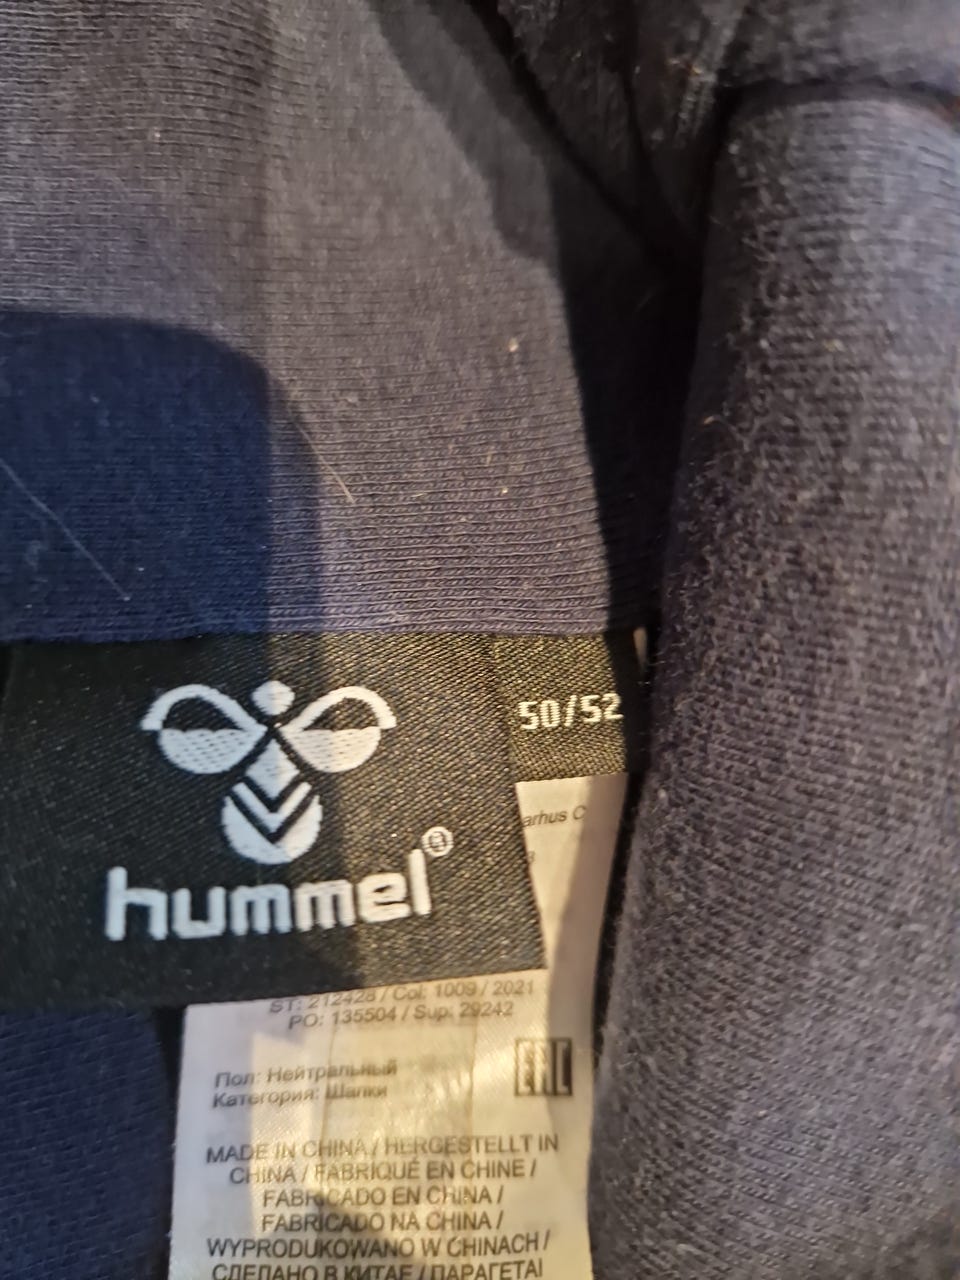 50/52
hummel®
arhus C
ST: 212428 / Col: 1009 / 2021
PO: 135504 / Sup: 29242
EAC
Пол: Нейтральный
Категория: Шапки
MADE IN CHINA / HERGESTELLT IN
CHINA / FABRIQUÉ EN CHINE /
FABRICADO EN CHINA /
FABRICADO NA CHINA /
WYPRODUKOWANO W CHINACH /
СДЕЛАНО В КИТАЕ / ΠΑΡΑΓΕΤΑΙ